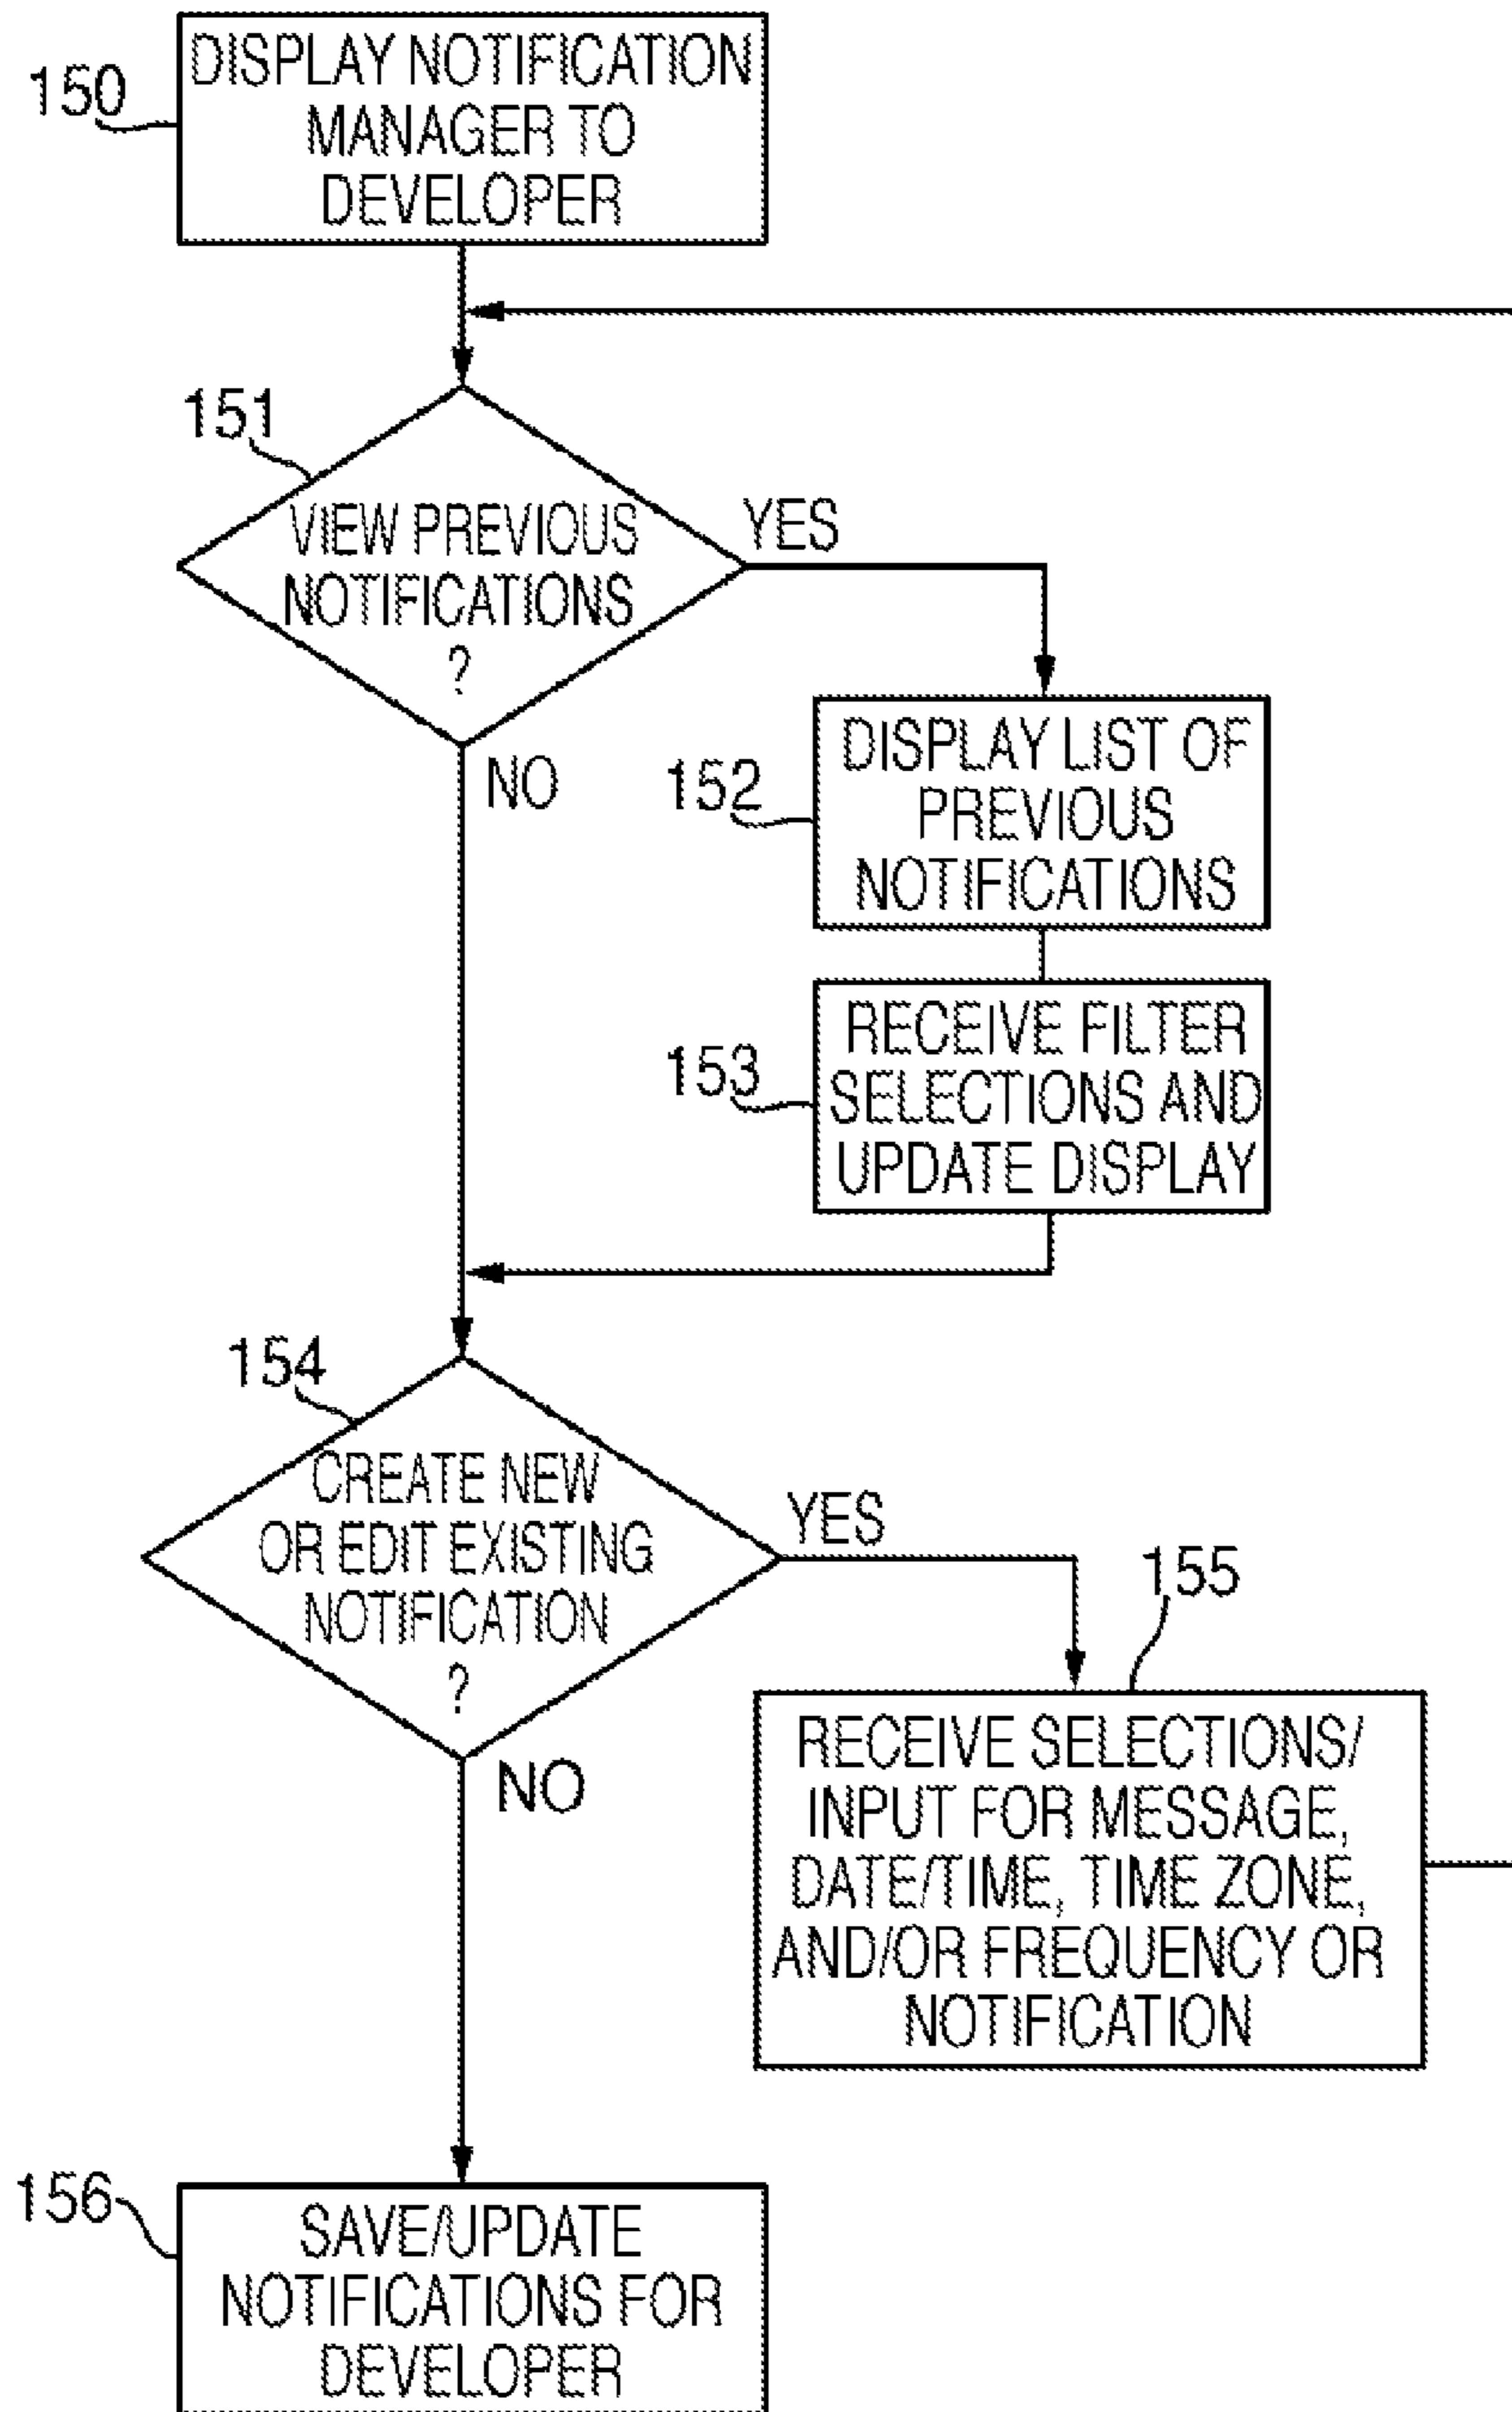 150
DISPLAY NOTIFICATION
MANAGER TO
DEVELOPER
151
VIEW PREVIOUS
NOTIFICATIONS
?
YES
NO
152
DISPLAY LIST OF
PREVIOUS
NOTIFICATIONS
153
RECEIVE FILTER
SELECTIONS AND
UPDATE DISPLAY
154
CREATE NEW
OR EDIT EXISTING
NOTIFICATION
?
YES
NO
155
RECEIVE SELECTIONS/
INPUT FOR MESSAGE,
DATE/TIME, TIME ZONE,
AND/OR FREQUENCY OR
NOTIFICATION
156
SAVE/UPDATE
NOTIFICATIONS FOR
DEVELOPER